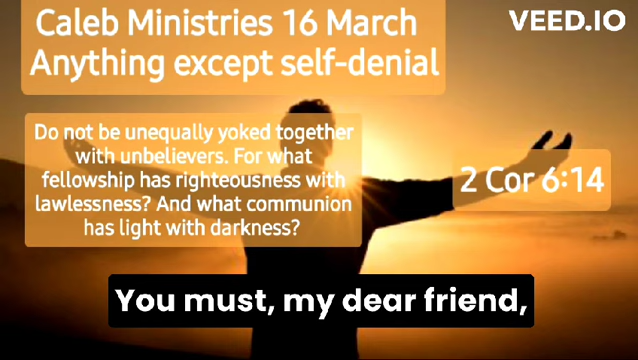 Caleb Ministries 16 March
Anything except self-denial
VEED.IO
Do not be unequally yoked together
with unbelievers. For what
fellowship has righteousness with
lawlessness? And what communion
has light with darkness?
2 Cor 6:14
You must, my dear friend,